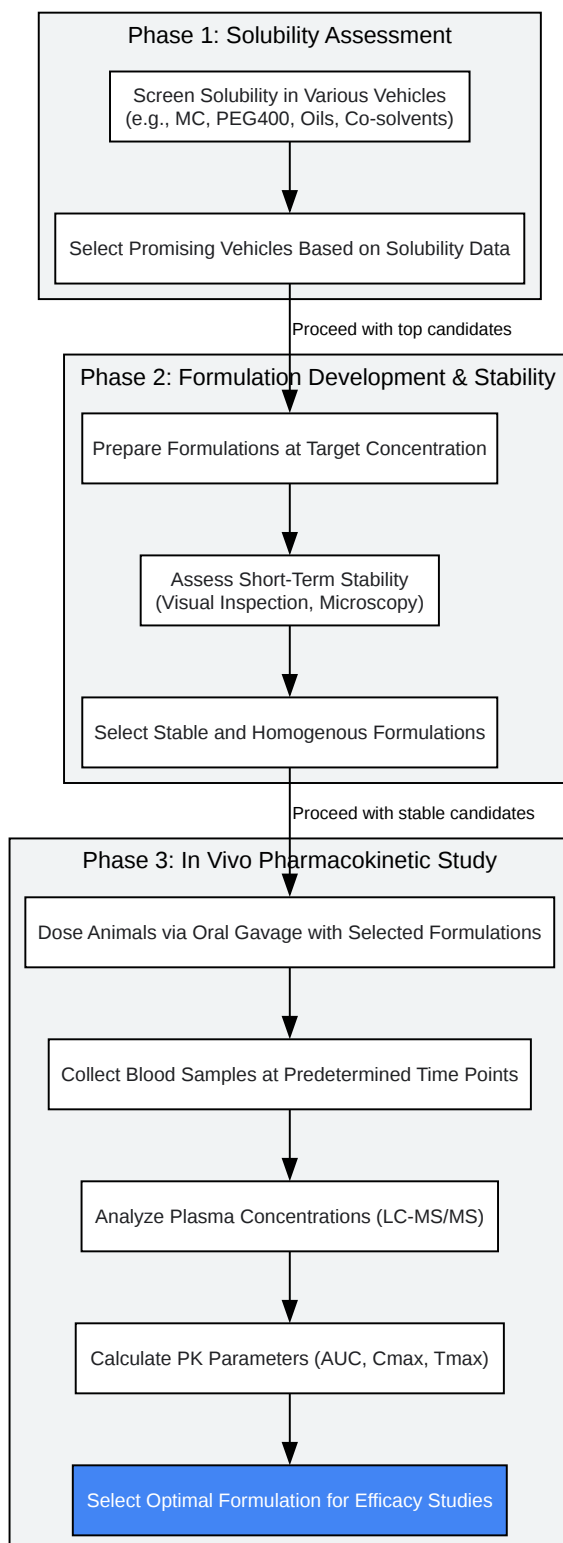 Phase 1: Solubility Assessment
Screen Solubility in Various Vehicles
(e.g., MC, PEG400, Oils, Co-solvents)
Select Promising Vehicles Based on Solubility Data
Proceed with top candidates
Phase 2: Formulation Development & Stability
Prepare Formulations at Target Concentration
Assess Short-Term Stability
(Visual Inspection, Microscopy)
Select Stable and Homogenous Formulations
Proceed with stable candidates
Phase 3: In Vivo Pharmacokinetic Study
Dose Animals via Oral Gavage with Selected Formulations
Collect Blood Samples at Predetermined Time Points
Analyze Plasma Concentrations (LC-MS/MS)
Calculate PK Parameters (AUC, Cmax, Tmax)
Select Optimal Formulation for Efficacy Studies